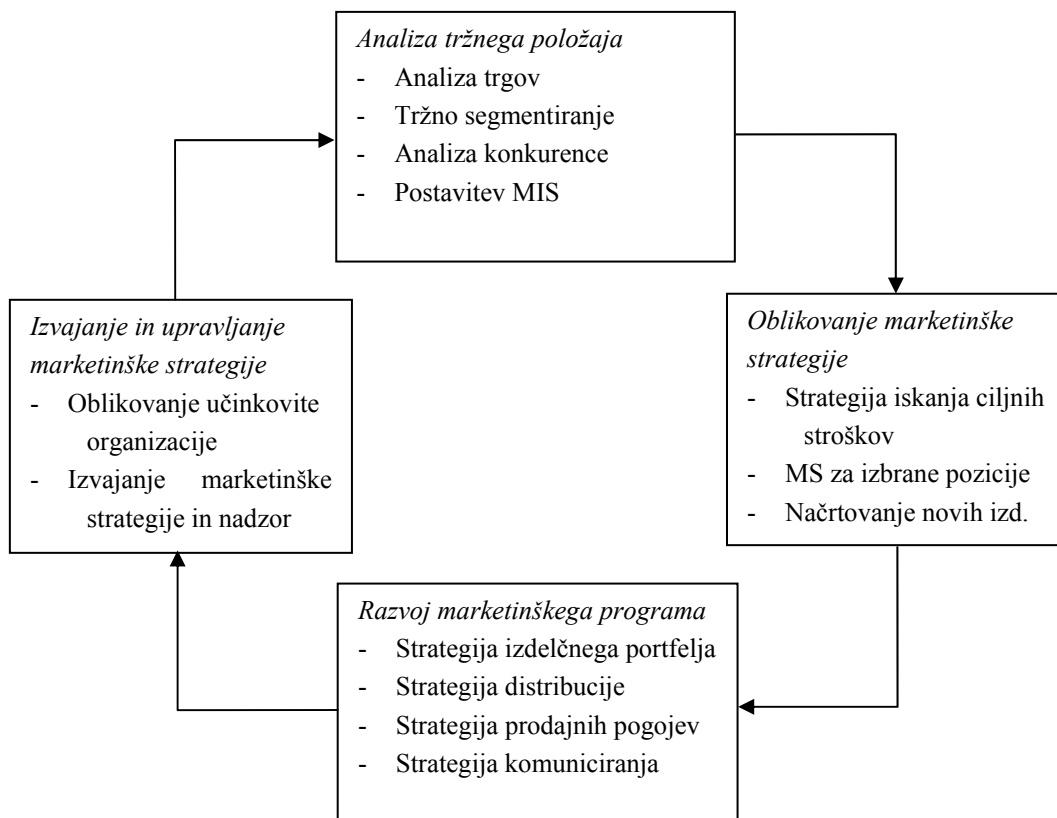 Analiza tržnega položaja
- Analiza trgov
- Tržno segmentiranje
- Analiza konkurence
- Postavitev MIS
Oblikovanje marketinške
strategije
- Strategija iskanja ciljnih
stroškov
- MS za izbrane pozicije
- Načrtovanje novih izd.
Razvoj marketinškega programa
- Strategija izdelčnega portfelja
- Strategija distribucije
- Strategija prodajnih pogojev
- Strategija komuniciranja
Izvajanje in upravljanje
marketinške strategije
- Oblikovanje učinkovite
organizacije
- Izvajanje marketinške
strategije in nadzor